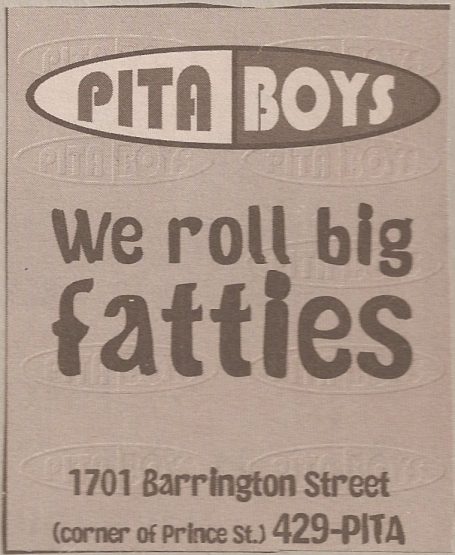 PITA BOYS
We roll big
fatties
1701 Barrington Street
(corner of Prince St.) 429-PITA